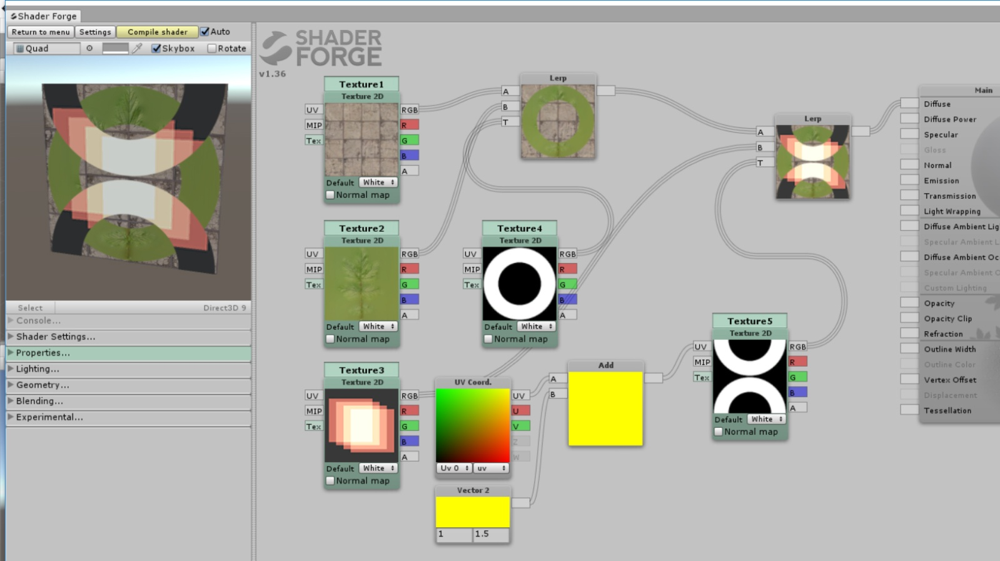 Shader Forge
Return to menu Settings Compile shader Auto
Quad Skybox Rotate
SHADER
FORGE
v1.36
Select Direct3D 9
Console...
Shader Settings...
Properties...
Lighting...
Geometry...
Blending...
Experimental...
Texture1
Texture 2D
UV RGB
MIP R
Tex G
B
A
Default White
Normal map
Texture2
Texture 2D
UV RGB
MIP R
Tex G
B
A
Default White
Normal map
Texture3
Texture 2D
UV RGB
MIP R
Tex G
B
A
Default White
Normal map
Lerp
A
B
T
Texture4
Texture 2D
UV RGB
MIP R
Tex G
B
A
Default White
Normal map
UV Coord.
UV
U
V
Z
W
Uv 0 uv
Vector 2
1 1.5
Add
A
B
Lerp
A
B
T
Texture5
Texture 2D
UV RGB
MIP R
Tex G
B
A
Default White
Normal map
Main
Diffuse
Diffuse Power
Specular
Gloss
Normal
Emission
Transmission
Light Wrapping
Diffuse Ambient Lig
Specular Ambient L
Diffuse Ambient Oc
Specular Ambient O
Custom Lighting
Opacity
Opacity Clip
Refraction
Outline Width
Outline Color
Vertex Offset
Displacement
Tessellation